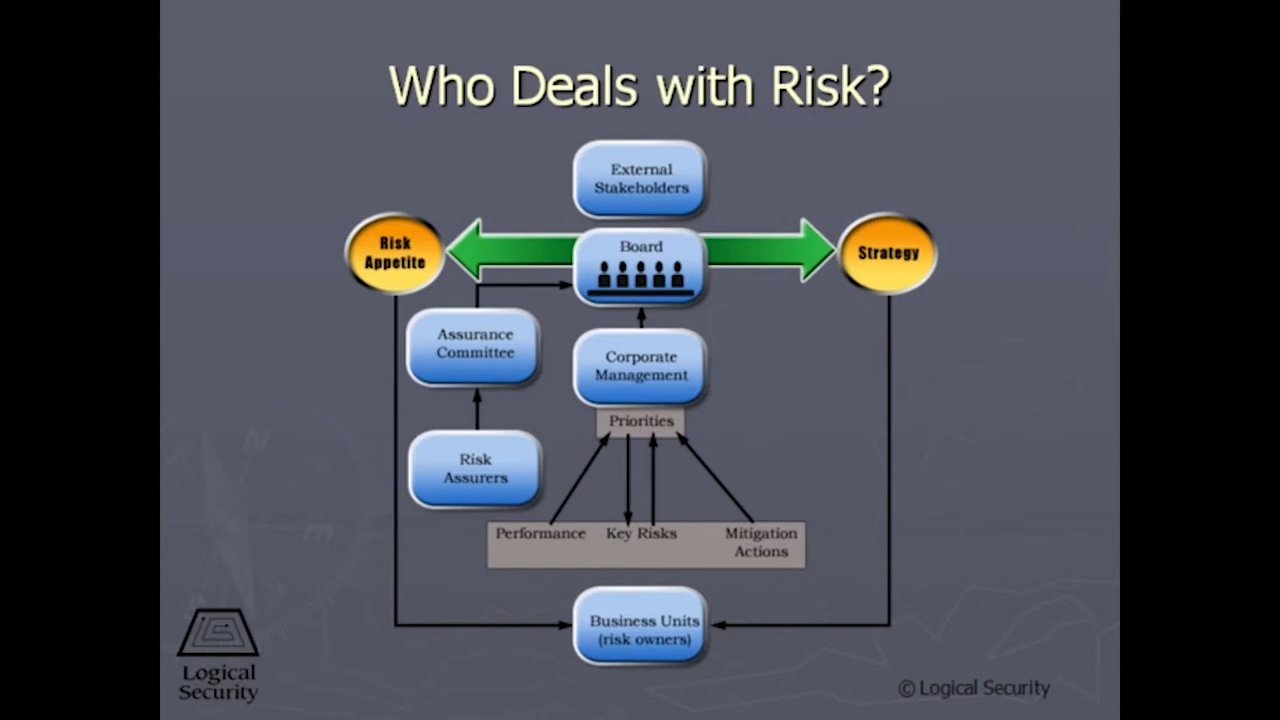 Who Deals with Risk?
External
Stakeholders
Risk
Appetite
Board
Strategy
Assurance
Committee
Corporate
Management
Priorities
Risk
Assurers
Performance
Key Risks
Mitigation
Actions
Business Units
(risk owners)
N
m
Logical
Security
© Logical Security